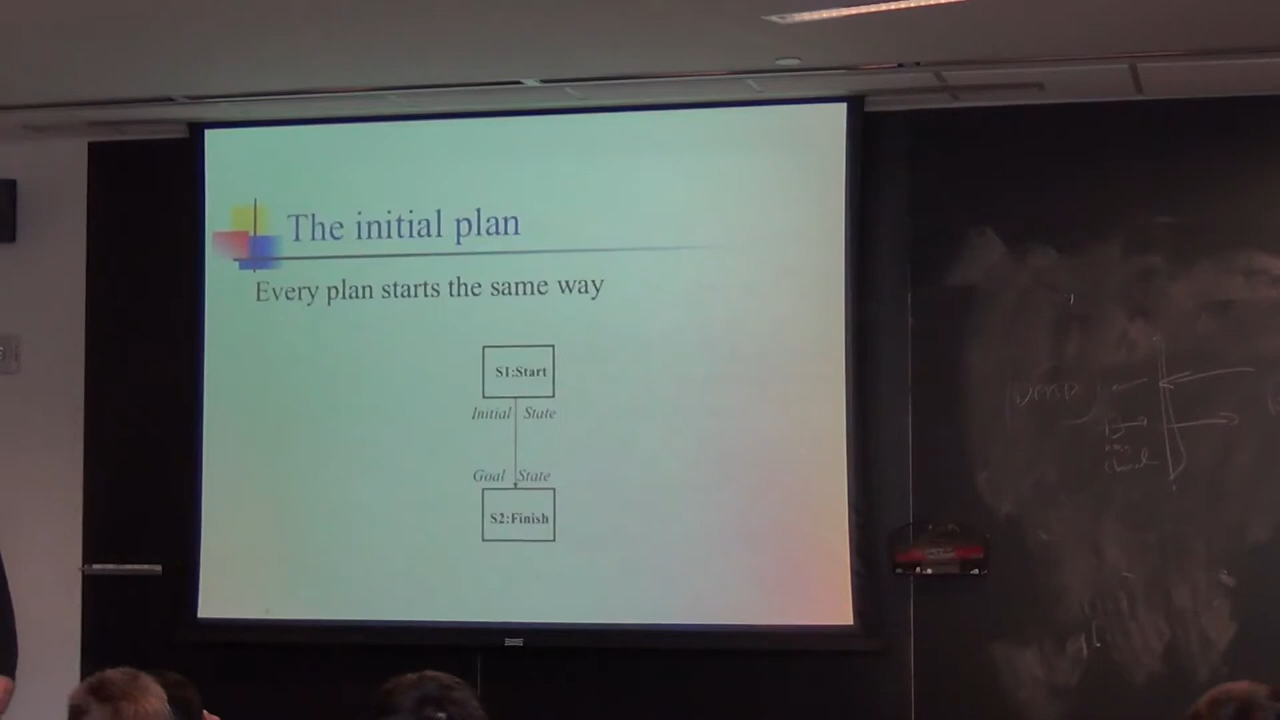 The initial plan
Every plan starts the same way
S1:Start
Initial State
Goal State
S2:Finish